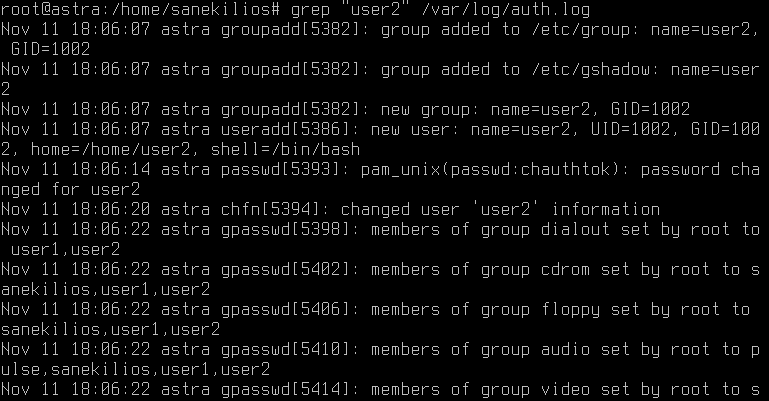 root@astra:/home/sanekilios# grep "user2" /var/log/auth.log
Nov 11 18:06:07 astra groupadd[5382]: group added to /etc/group: name=user2,
 GID=1002
Nov 11 18:06:07 astra groupadd[5382]: group added to /etc/gshadow: name=user
2
Nov 11 18:06:07 astra groupadd[5382]: new group: name=user2, GID=1002
Nov 11 18:06:07 astra useradd[5386]: new user: name=user2, UID=1002, GID=100
2, home=/home/user2, shell=/bin/bash
Nov 11 18:06:14 astra passwd[5393]: pam_unix(passwd:chauthtok): password cha
nged for user2
Nov 11 18:06:20 astra chfn[5394]: changed user 'user2' information
Nov 11 18:06:22 astra gpasswd[5398]: members of group dialout set by root to
 user1,user2
Nov 11 18:06:22 astra gpasswd[5402]: members of group cdrom set by root to s
anekilios,user1,user2
Nov 11 18:06:22 astra gpasswd[5406]: members of group floppy set by root to
sanekilios,user1,user2
Nov 11 18:06:22 astra gpasswd[5410]: members of group audio set by root to p
ulse,sanekilios,user1,user2
Nov 11 18:06:22 astra gpasswd[5414]: members of group video set by root to s